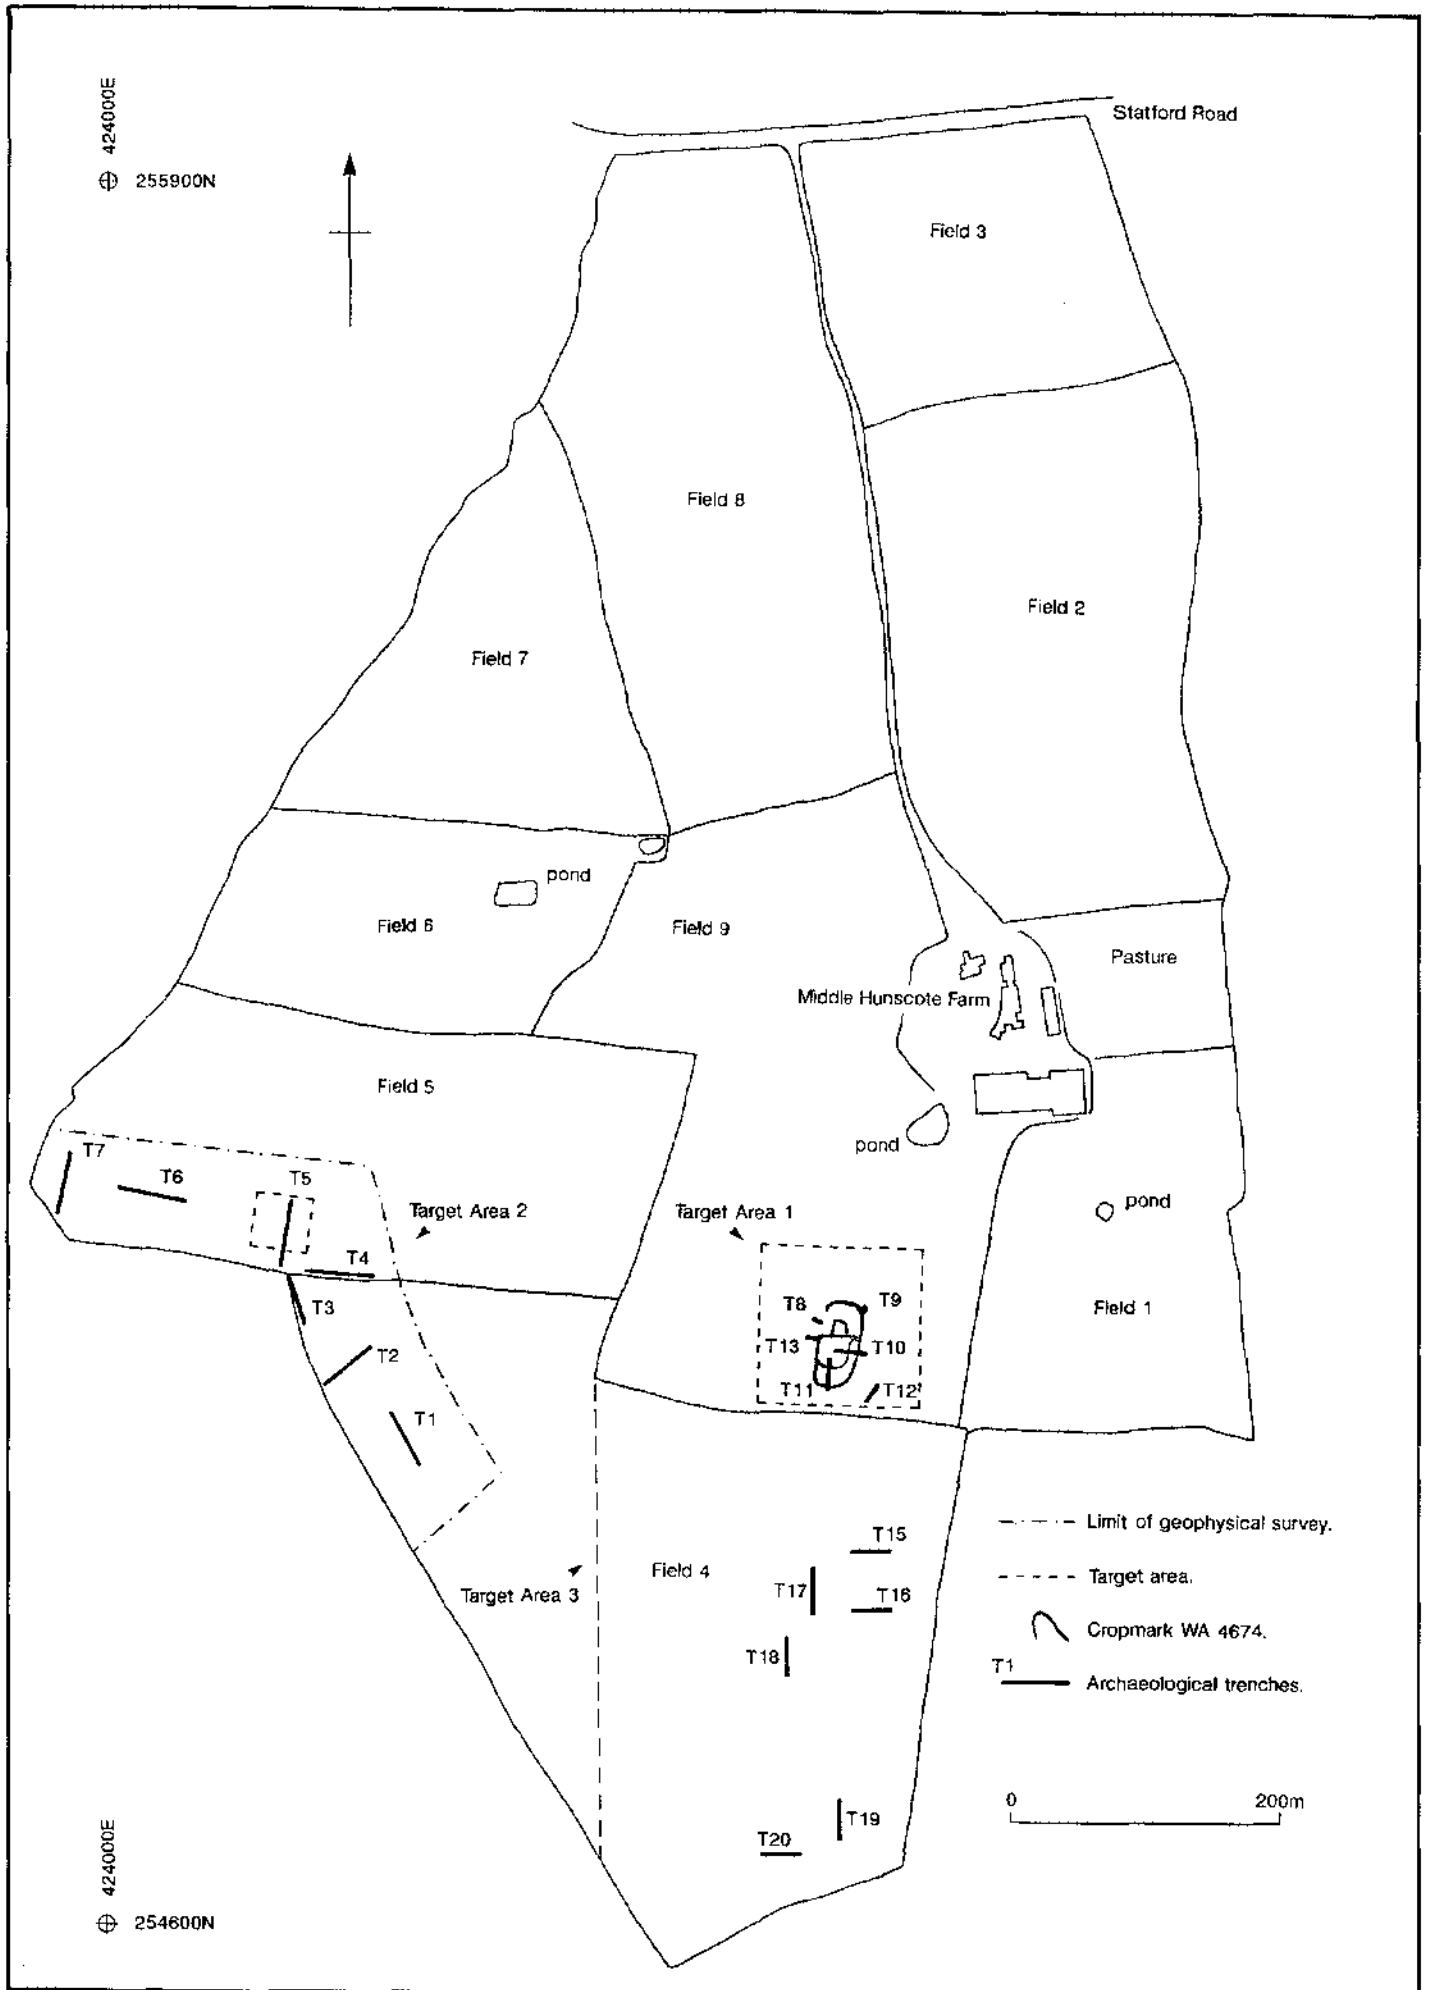 Statford Road
424000E
255900N
Field 3
Field 8
Field 2
Field 7
pond
Field 6
Field 9
Pasture
Middle Hunscote Farm
Field 5
pond
T7
T6
T5
Target Area 2
Target Area 1
pond
T4
T3
T8
T9
Field 1
T13
T10
T2
T11
T12
T1
Limit of geophysical survey.
T15
Field 4
Target Area 3
T17
T16
Target area.
Cropmark WA 4674.
T18
T1
Archaeological trenches.
0
200m
T19
T20
424000E
254600N